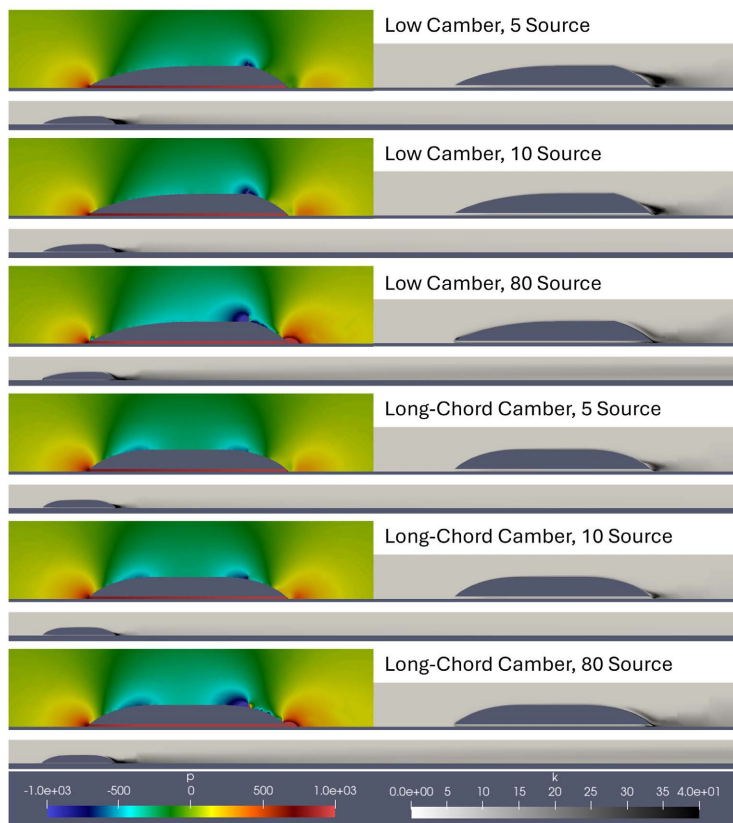 Low Camber, 5 Source
Low Camber, 10 Source
Low Camber, 80 Source
Long-Chord Camber, 5 Source
Long-Chord Camber, 10 Source
Long-Chord Camber, 80 Source
p
-1.0e+03 -500 0 500 1.0e+03
k
0.0e+00 5 10 15 20 25 30 35 4.0e+01